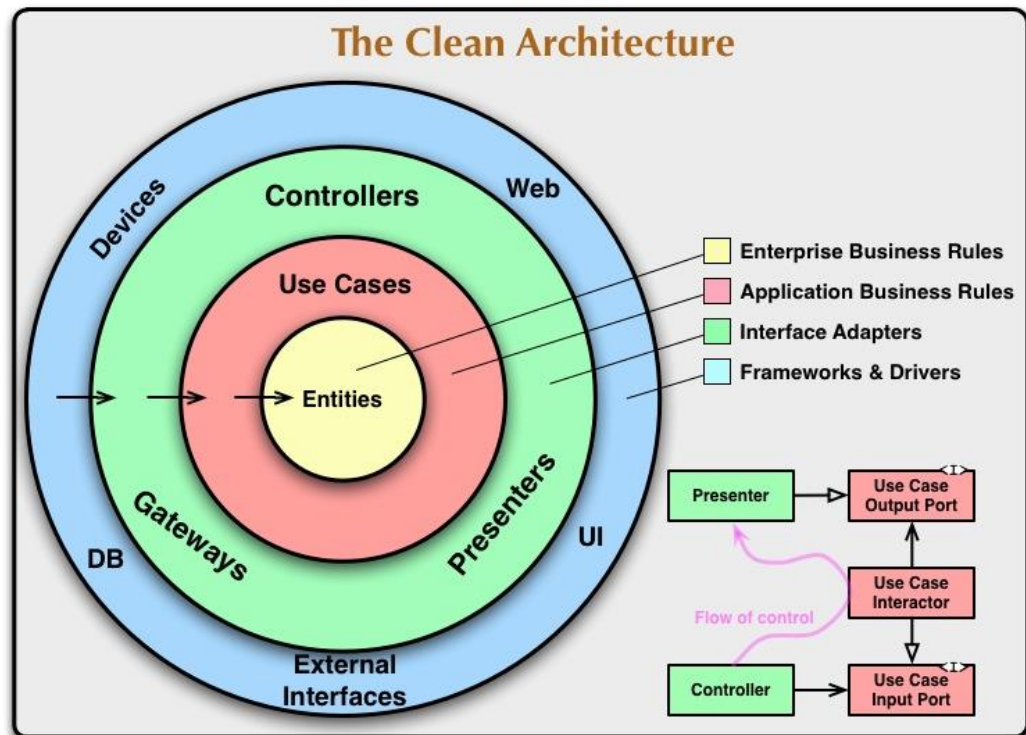 The Clean Architecture
Devices
Web
Controllers
Use Cases
Entities
Gateways
Presenters
DB
UI
External
Interfaces
Enterprise Business Rules
Application Business Rules
Interface Adapters
Frameworks & Drivers
Presenter
<I>
Use Case
Output Port
Use Case
Interactor
Flow of control
Controller
<I>
Use Case
Input Port